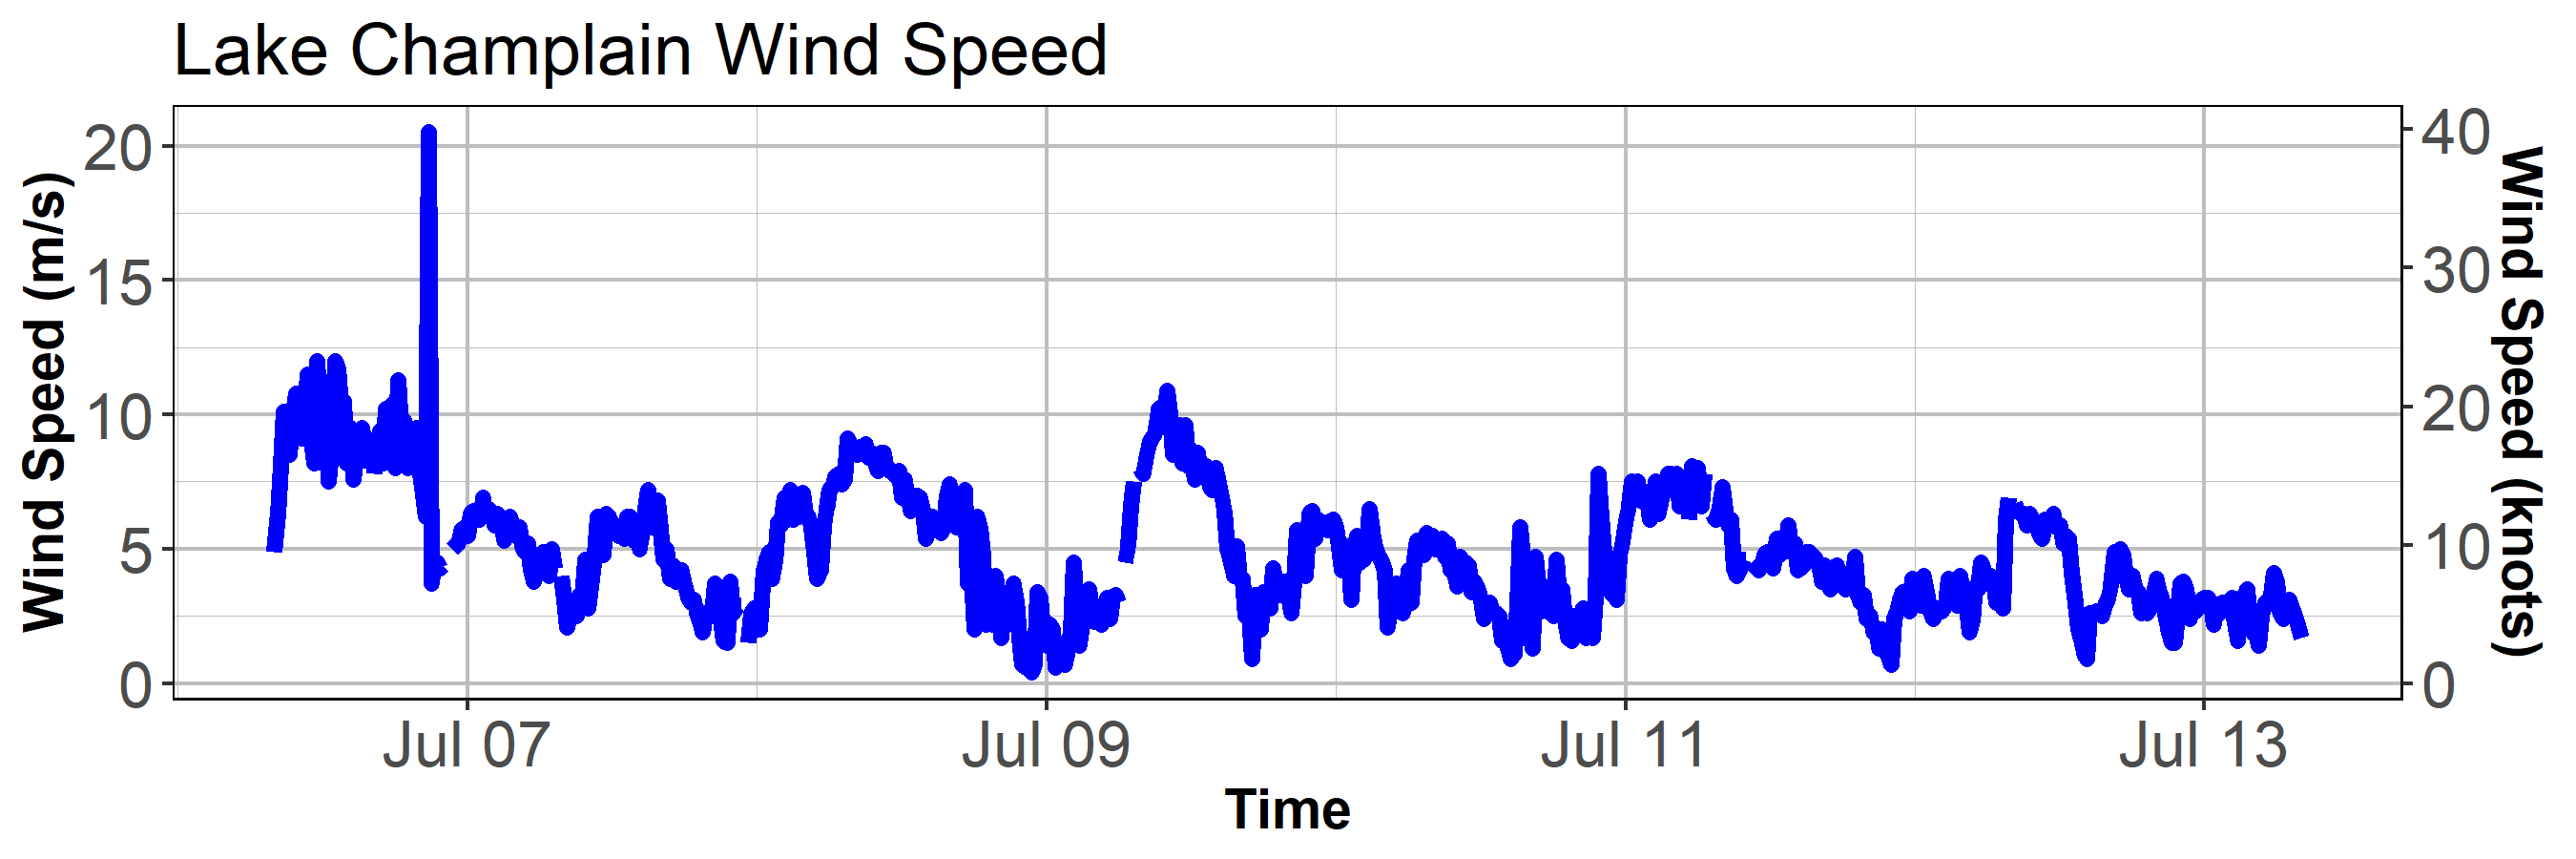 Lake Champlain Wind Speed
Wind Speed (m/s)
20
15
10
5
0
40
30
20
10
0
Wind Speed (knots)
Jul 07
Jul 09
Jul 11
Jul 13
Time